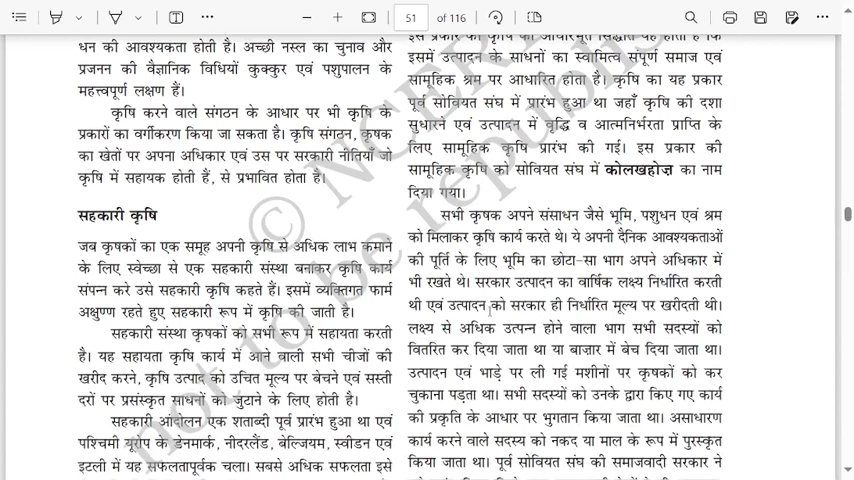 51 of 116
धन की आवश्यकता होती है। अच्छी नस्ल का चुनाव और
प्रजनन की वैज्ञानिक विधियाँ कुक्कुर एवं पशुपालन के
महत्त्वपूर्ण लक्षण हैं।
कृषि करने वाले संगठन के आधार पर भी कृषि के
प्रकारों का वर्गीकरण किया जा सकता है। कृषि संगठन, कृषक
का खेतों पर अपना अधिकार एवं उस पर सरकारी नीतियाँ जो
कृषि में सहायक होती हैं, से प्रभावित होता है।
सहकारी कृषि
जब कृषकों का एक समूह अपनी कृषि से अधिक लाभ कमाने
के लिए स्वेच्छा से एक सहकारी संस्था बनाकर कृषि कार्य
संपन्न करे उसे सहकारी कृषि कहते हैं। इसमें व्यक्तिगत फार्म
अक्षुण्ण रहते हुए सहकारी रूप में कृषि की जाती है।
सहकारी संस्था कृषकों को सभी रूप में सहायता करती
है। यह सहायता कृषि कार्य में आने वाली सभी चीजों की
खरीद करने, कृषि उत्पाद को उचित मूल्य पर बेचने एवं सस्ती
दरों पर प्रसंस्कृत साधनों को जुटाने के लिए होती है।
सहकारी आंदोलन एक शताब्दी पूर्व प्रारंभ हुआ था एवं
पश्चिमी यूरोप के डेनमार्क, नीदरलैंड, बेल्जियम, स्वीडन एवं
इटली में यह सफलतापूर्वक चला। सबसे अधिक सफलता इसे
इस प्रकार की कृषि का आधारभूत सिद्धांत यह होता है कि
इसमें उत्पादन के साधनों का स्वामित्व संपूर्ण समाज एवं
सामूहिक श्रम पर आधारित होता है। कृषि का यह प्रकार
पूर्व सोवियत संघ में प्रारंभ हुआ था जहाँ कृषि की दशा
सुधारने एवं उत्पादन में वृद्धि व आत्मनिर्भरता प्राप्ति के
लिए सामूहिक कृषि प्रारंभ की गई। इस प्रकार की
सामूहिक कृषि को सोवियत संघ में कोलखहोज़ का नाम
दिया गया।
सभी कृषक अपने संसाधन जैसे भूमि, पशुधन एवं श्रम
को मिलाकर कृषि कार्य करते थे। ये अपनी दैनिक आवश्यकताओं
की पूर्ति के लिए भूमि का छोटा-सा भाग अपने अधिकार में
भी रखते थे। सरकार उत्पादन का वार्षिक लक्ष्य निर्धारित करती
थी एवं उत्पादन को सरकार ही निर्धारित मूल्य पर खरीदती थी।
लक्ष्य से अधिक उत्पन्न होने वाला भाग सभी सदस्यों को
वितरित कर दिया जाता था या बाज़ार में बेच दिया जाता था।
उत्पादन एवं भाड़े पर ली गई मशीनों पर कृषकों को कर
चुकाना पड़ता था। सभी सदस्यों को उनके द्वारा किए गए कार्य
की प्रकृति के आधार पर भुगतान किया जाता था। असाधारण
कार्य करने वाले सदस्य को नकद या माल के रूप में पुरस्कृत
किया जाता था। पूर्व सोवियत संघ की समाजवादी सरकार ने
© NCERT
not to be republished